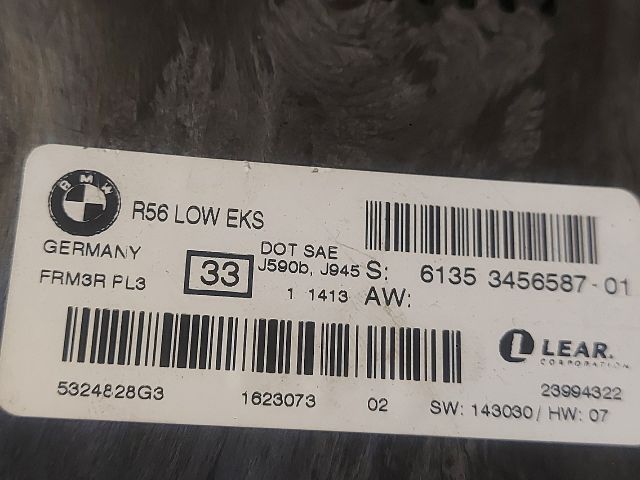 BMW
R56 LOW EKS
GERMANY
FRM3R PL3
33
DOT SAE
J590b, J945
1 1413
S: 6135 3456587-01
AW:
LEAR.
CORPORATION
5324828G3
1623073
02
23994322
SW: 143030 / HW: 07